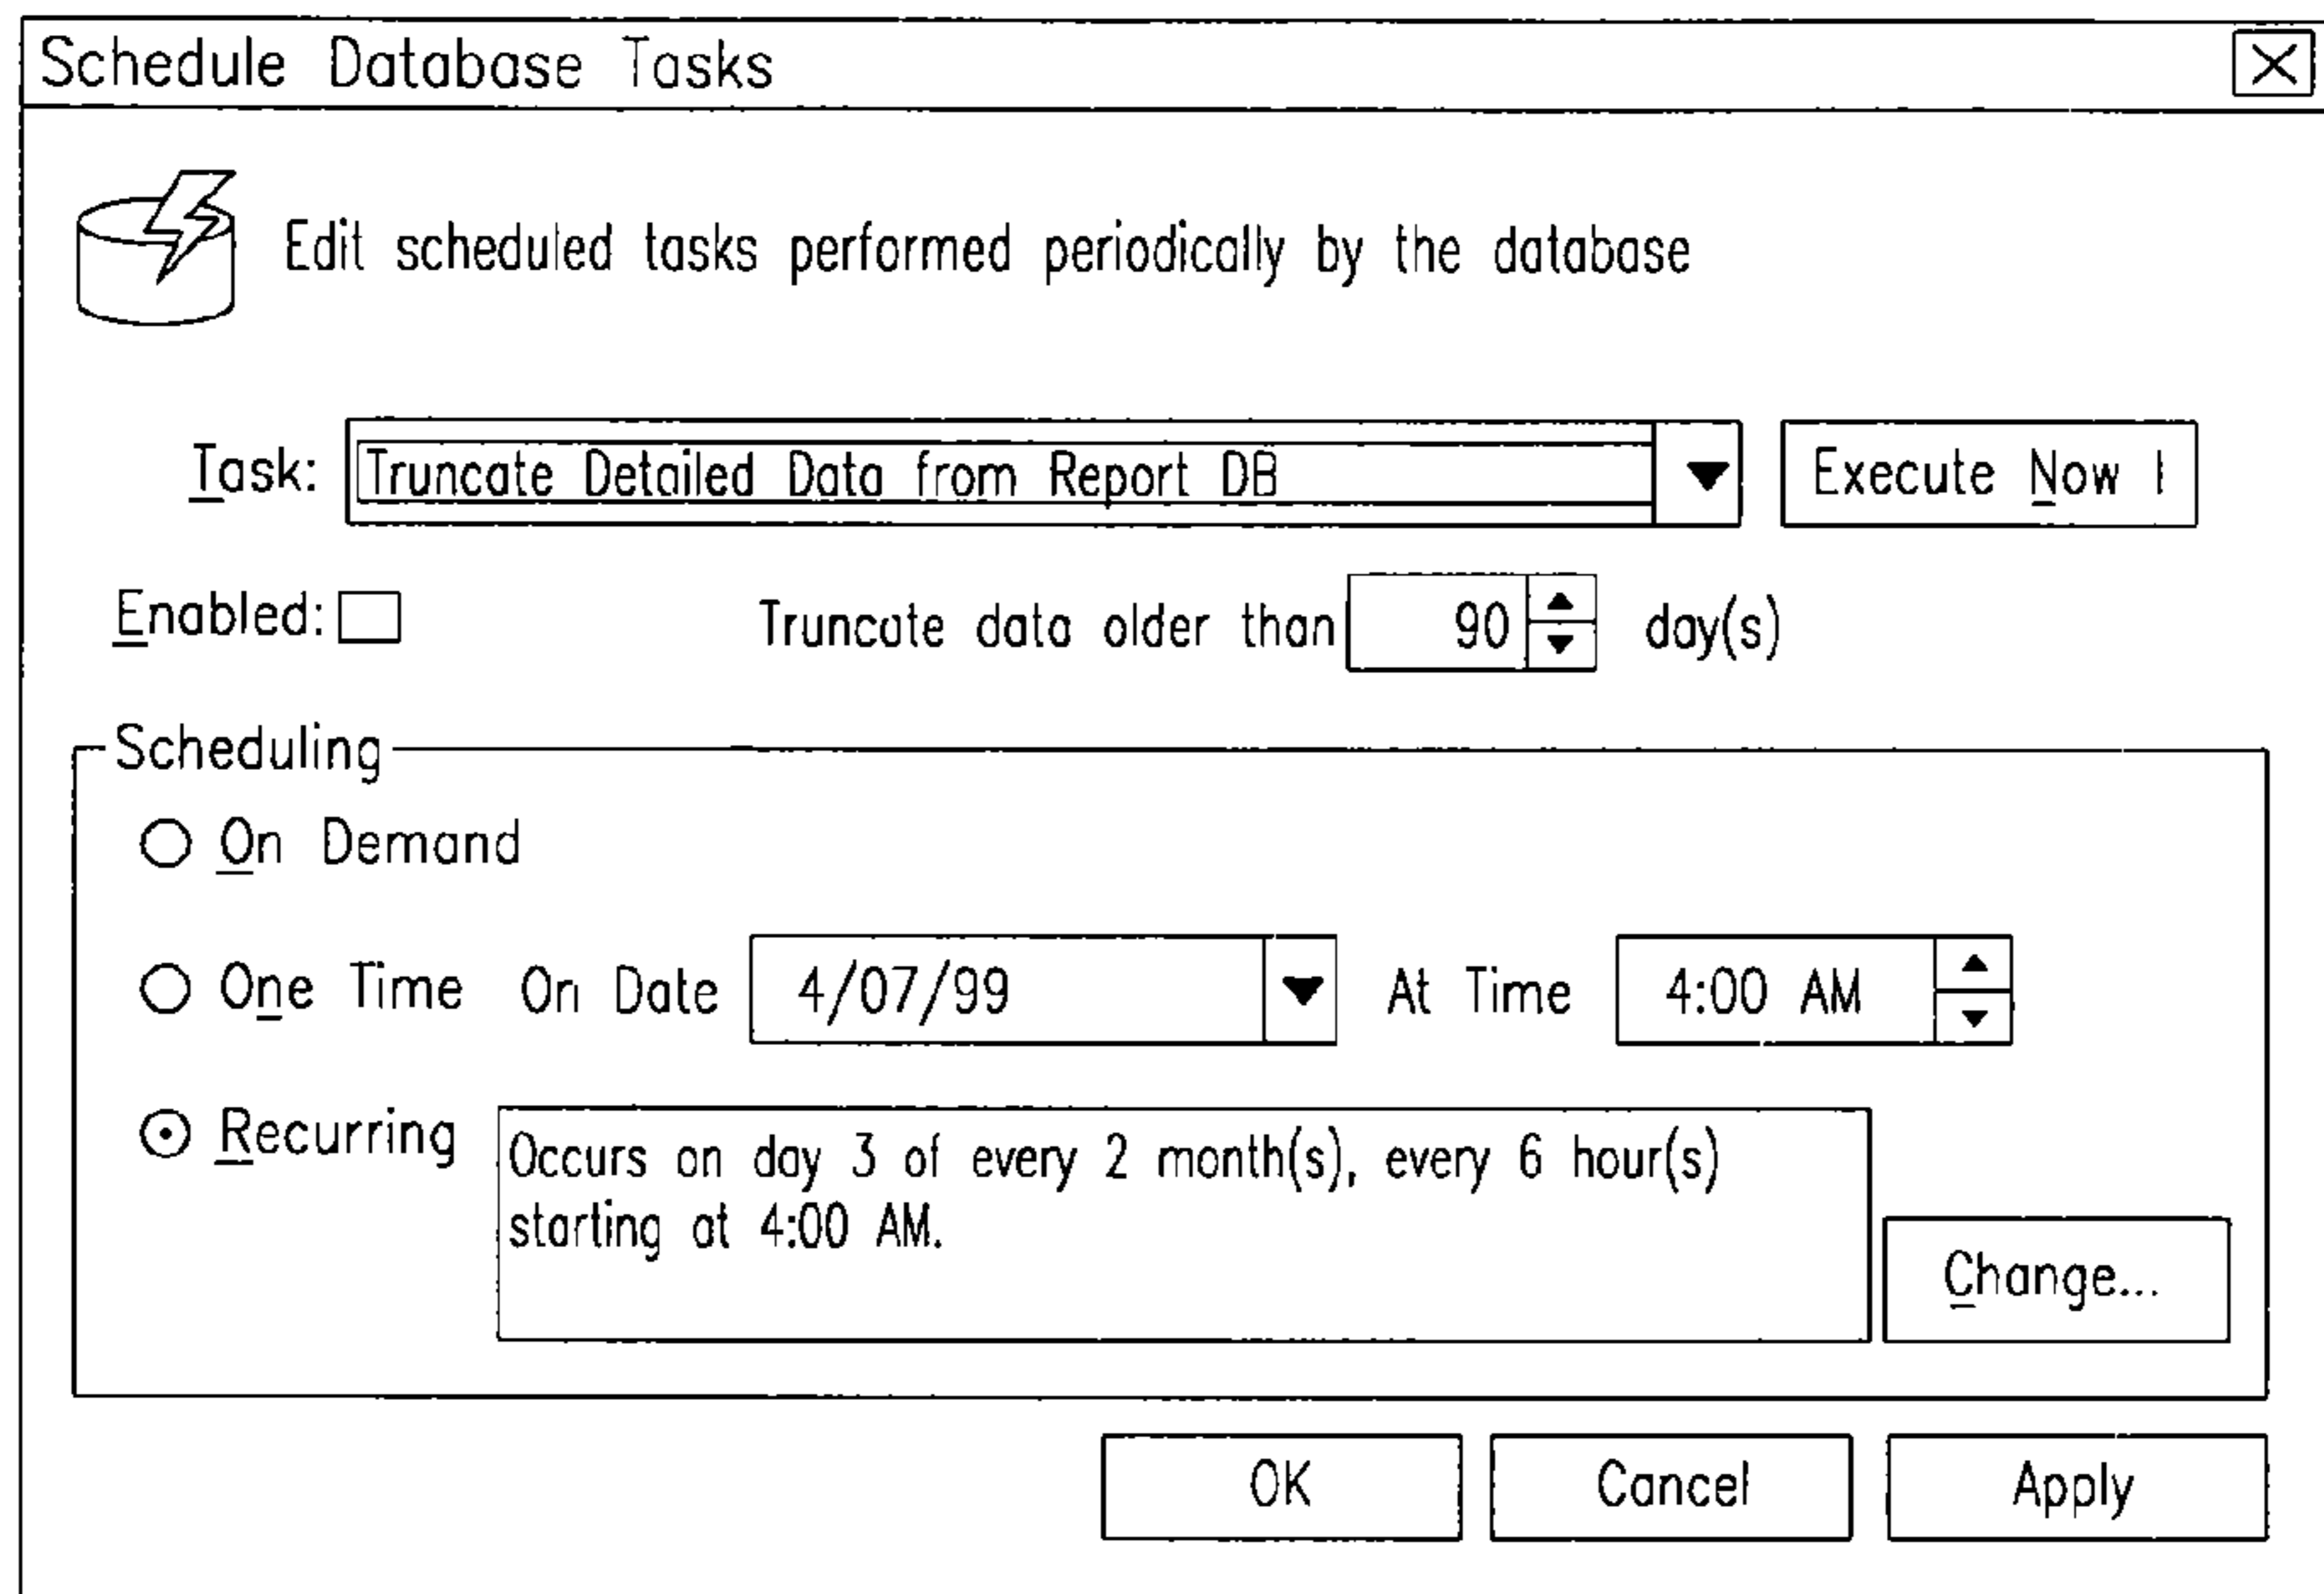 Schedule Database Tasks
Edit scheduled tasks performed periodically by the database
Task: Truncate Detailed Data from Report DB Execute Now !
Enabled: Truncate data older than 90 day(s)
Scheduling
On Demand
One Time On Date 4/07/99 At Time 4:00 AM
Recurring Occurs on day 3 of every 2 month(s), every 6 hour(s)
starting at 4:00 AM.
Change...
OK Cancel Apply